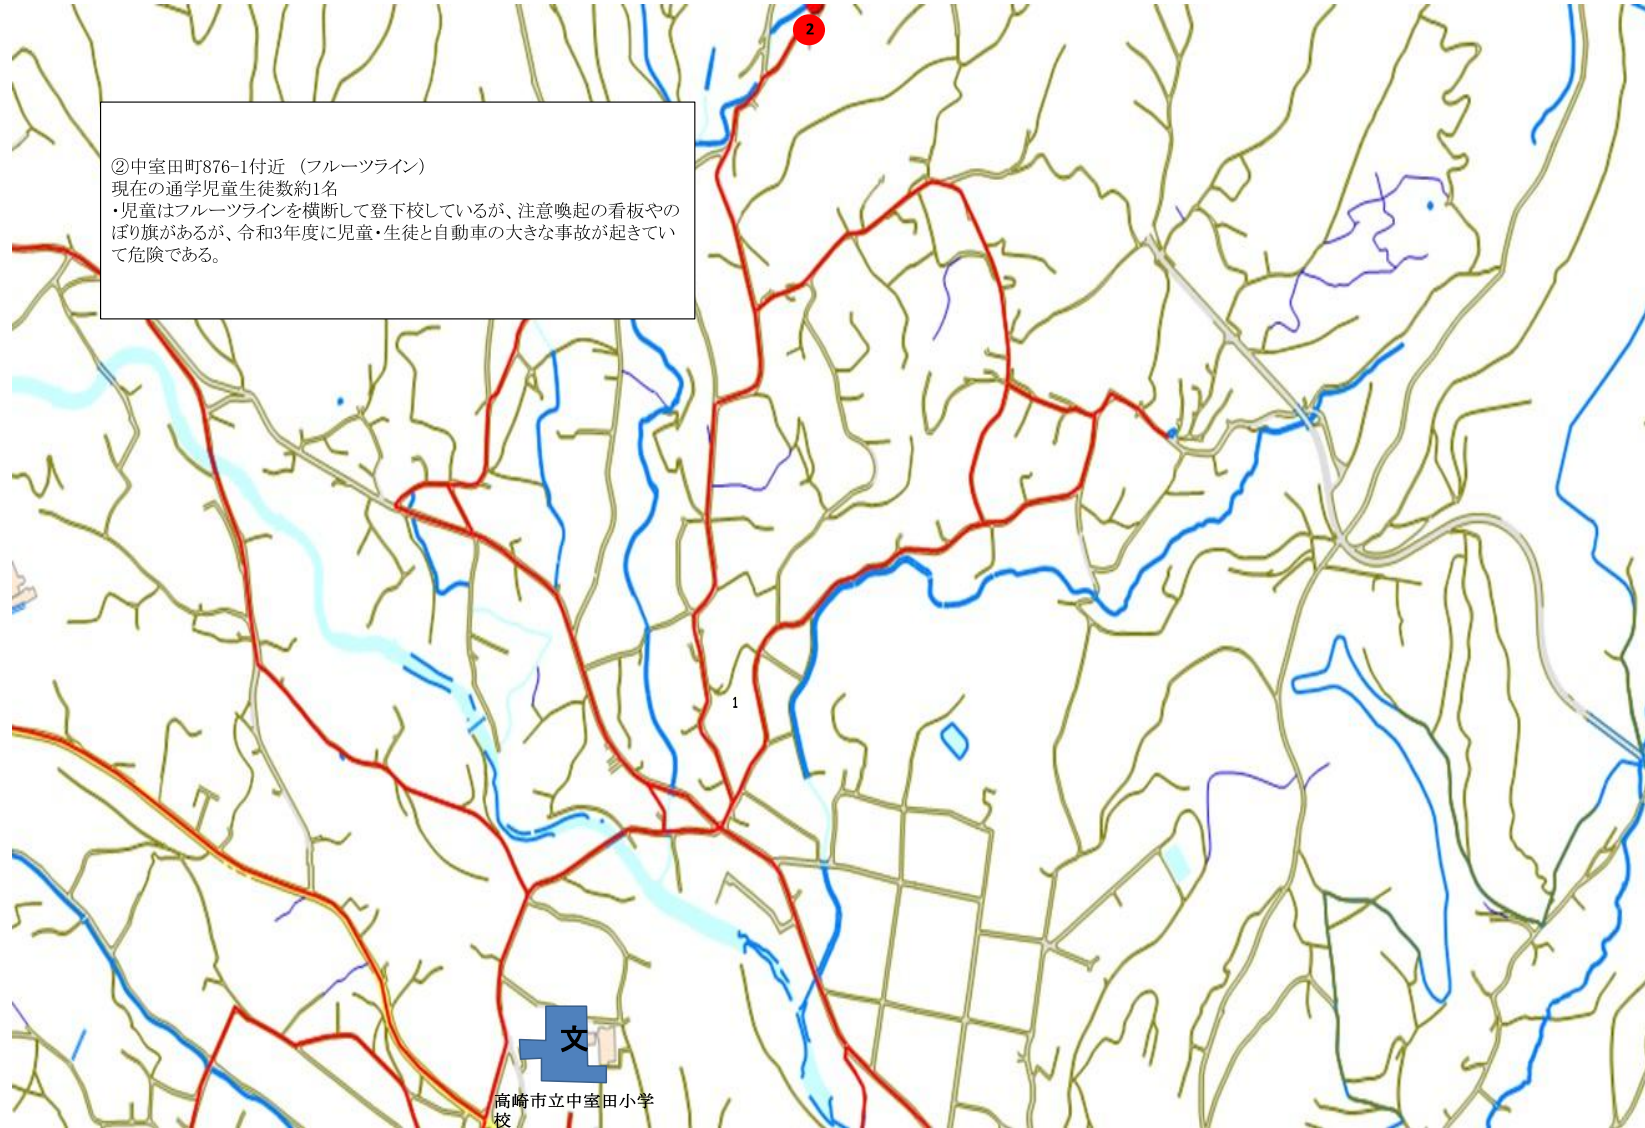 2
②中室田町876-1付近　（フルーツライン）
現在の通学児童生徒数約1名
・児童はフルーツラインを横断して登下校しているが、注意喚起の看板やの
ぼり旗があるが、令和3年度に児童・生徒と自動車の大きな事故が起きてい
て危険である。
1
文
高崎市立中室田小学
校